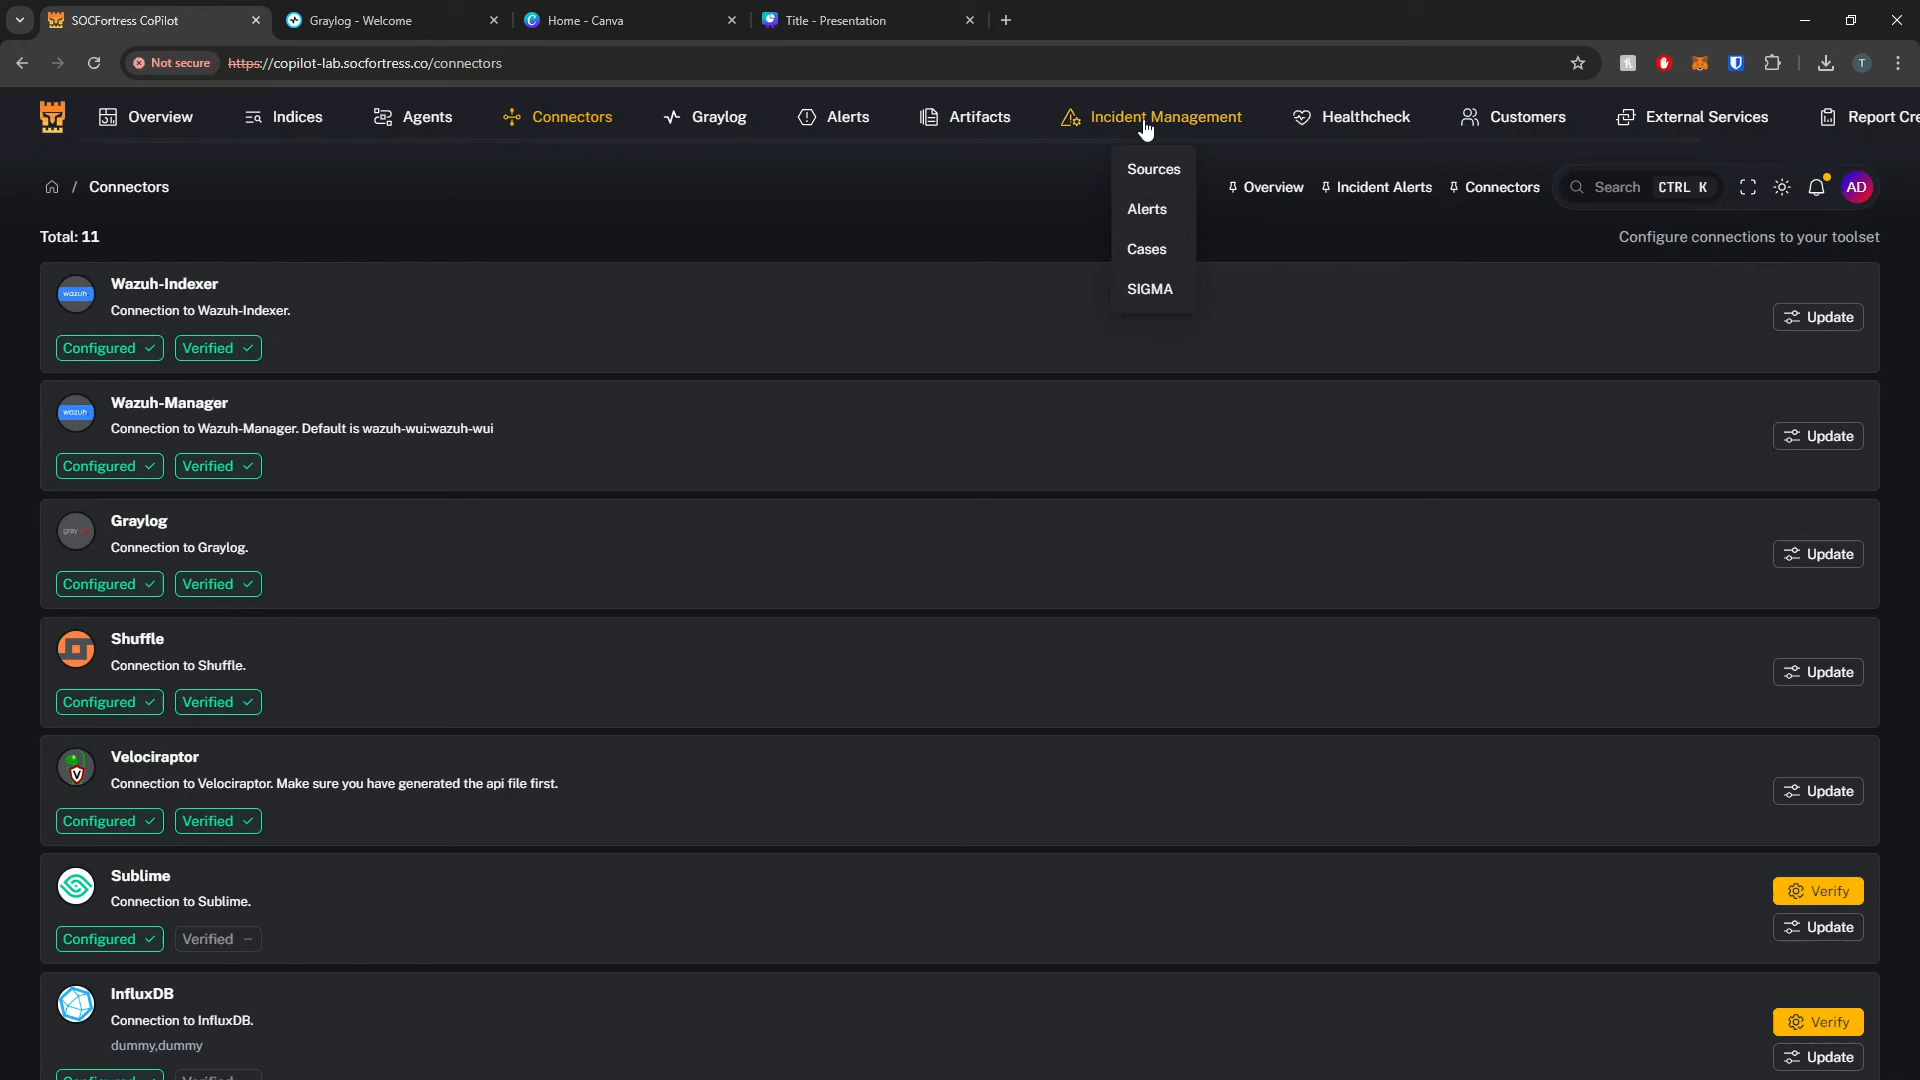 SOCFortress CoPilot
Graylog - Welcome
Home - Canva
Title - Presentation
Not secure https://copilot-lab.socfortress.co/connectors
T
Overview
Indices
Agents
Connectors
Graylog
Alerts
Artifacts
Incident Management
Healthcheck
Customers
External Services
Report Cre
Sources
Alerts
Cases
SIGMA
/ Connectors
Overview
Incident Alerts
Connectors
Search CTRL K
AD
Total: 11
Configure connections to your toolset
wazuh.
Wazuh-Indexer
Connection to Wazuh-Indexer.
Configured
Verified
Update
wazuh.
Wazuh-Manager
Connection to Wazuh-Manager. Default is wazuh-wui:wazuh-wui
Configured
Verified
Update
Graylog
Connection to Graylog.
Configured
Verified
Update
Shuffle
Connection to Shuffle.
Configured
Verified
Update
Velociraptor
Connection to Velociraptor. Make sure you have generated the api file first.
Configured
Verified
Update
Sublime
Connection to Sublime.
Configured
Verified
Verify
Update
InfluxDB
Connection to InfluxDB.
dummy,dummy
Verify
Update